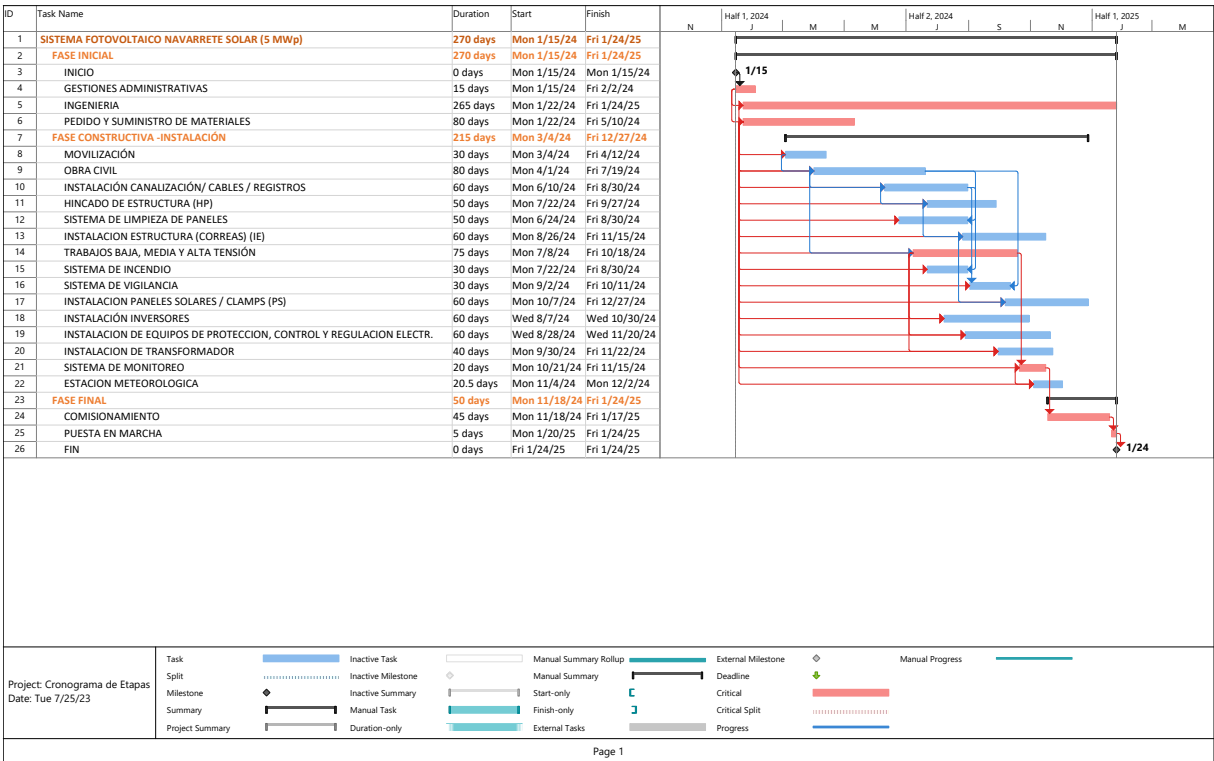 ID Task Name Duration Start Finish Half 1, 2024 Half 2, 2024 Half 1, 2025
N J M M J S N J M
1 SISTEMA FOTOVOLTAICO NAVARRETE SOLAR (5 MWp) 270 days Mon 1/15/24 Fri 1/24/25
2 FASE INICIAL 270 days Mon 1/15/24 Fri 1/24/25
3 INICIO 0 days Mon 1/15/24 Mon 1/15/24 1/15
4 GESTIONES ADMINISTRATIVAS 15 days Mon 1/15/24 Fri 2/2/24
5 INGENIERIA 265 days Mon 1/22/24 Fri 1/24/25
6 PEDIDO Y SUMINISTRO DE MATERIALES 80 days Mon 1/22/24 Fri 5/10/24
7 FASE CONSTRUCTIVA -INSTALACIÓN 215 days Mon 3/4/24 Fri 12/27/24
8 MOVILIZACIÓN 30 days Mon 3/4/24 Fri 4/12/24
9 OBRA CIVIL 80 days Mon 4/1/24 Fri 7/19/24
10 INSTALACIÓN CANALIZACIÓN/ CABLES / REGISTROS 60 days Mon 6/10/24 Fri 8/30/24
11 HINCADO DE ESTRUCTURA (HP) 50 days Mon 7/22/24 Fri 9/27/24
12 SISTEMA DE LIMPIEZA DE PANELES 50 days Mon 6/24/24 Fri 8/30/24
13 INSTALACION ESTRUCTURA (CORREAS) (IE) 60 days Mon 8/26/24 Fri 11/15/24
14 TRABAJOS BAJA, MEDIA Y ALTA TENSIÓN 75 days Mon 7/8/24 Fri 10/18/24
15 SISTEMA DE INCENDIO 30 days Mon 7/22/24 Fri 8/30/24
16 SISTEMA DE VIGILANCIA 30 days Mon 9/2/24 Fri 10/11/24
17 INSTALACION PANELES SOLARES / CLAMPS (PS) 60 days Mon 10/7/24 Fri 12/27/24
18 INSTALACIÓN INVERSORES 60 days Wed 8/7/24 Wed 10/30/24
19 INSTALACION DE EQUIPOS DE PROTECCION, CONTROL Y REGULACION ELECTR. 60 days Wed 8/28/24 Wed 11/20/24
20 INSTALACION DE TRANSFORMADOR 40 days Mon 9/30/24 Fri 11/22/24
21 SISTEMA DE MONITOREO 20 days Mon 10/21/24 Fri 11/15/24
22 ESTACION METEOROLOGICA 20.5 days Mon 11/4/24 Mon 12/2/24
23 FASE FINAL 50 days Mon 11/18/24 Fri 1/24/25
24 COMISIONAMIENTO 45 days Mon 11/18/24 Fri 1/17/25
25 PUESTA EN MARCHA 5 days Mon 1/20/25 Fri 1/24/25
26 FIN 0 days Fri 1/24/25 Fri 1/24/25 1/24
Project: Cronograma de Etapas
Date: Tue 7/25/23
Task Inactive Task Manual Summary Rollup External Milestone Manual Progress
Split Inactive Milestone Manual Summary Deadline
Milestone Inactive Summary Start-only Critical
Summary Manual Task Finish-only Critical Split
Project Summary Duration-only External Tasks Progress
Page 1